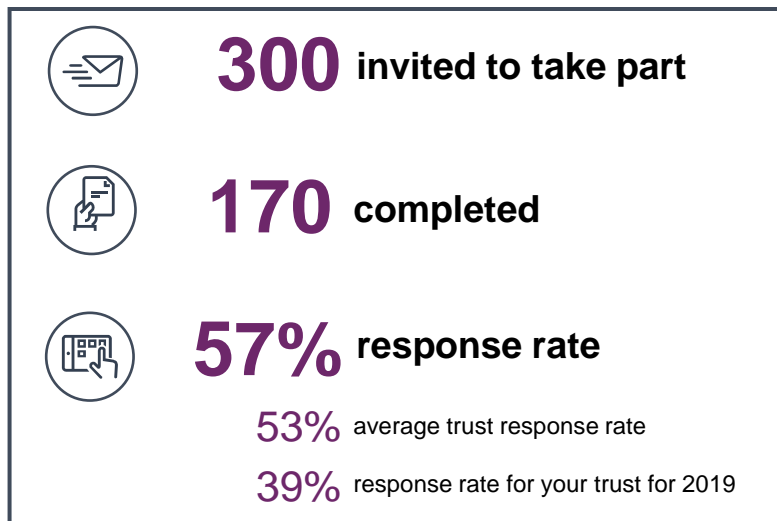 300 invited to take part
170 completed
57% response rate
53% average trust response rate
39% response rate for your trust for 2019